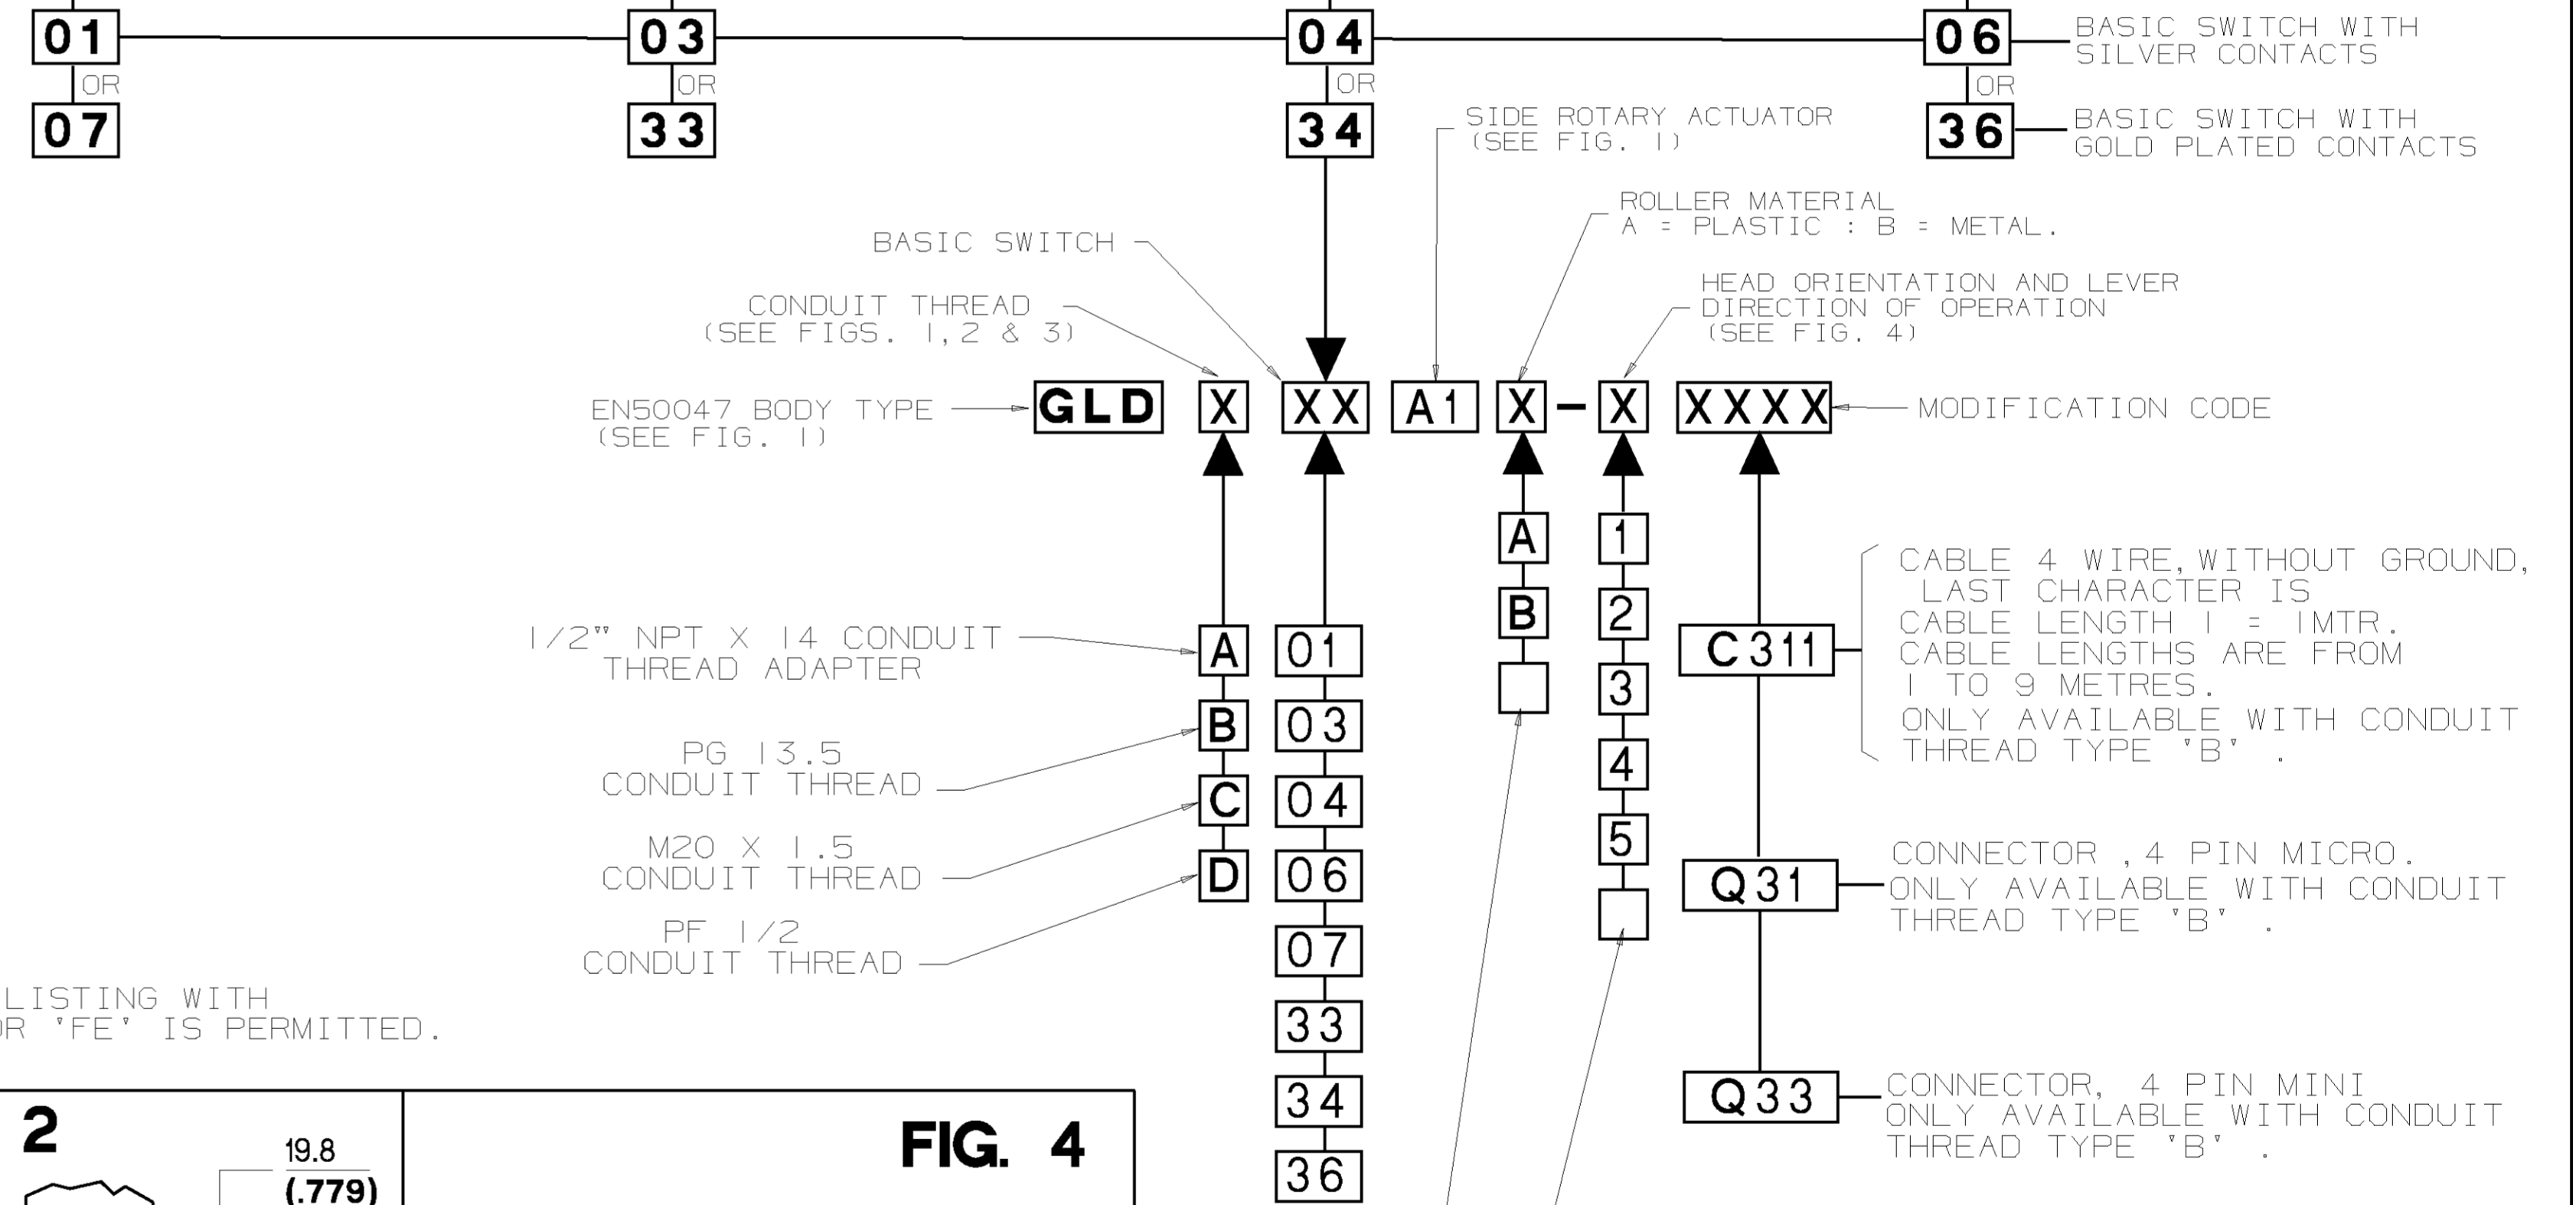 01
03
04
06
BASIC SWITCH WITH
SILVER CONTACTS
OR
OR
OR
OR
07
33
34
36
BASIC SWITCH WITH
GOLD PLATED CONTACTS
SIDE ROTARY ACTUATOR
(SEE FIG. 1)
ROLLER MATERIAL
A = PLASTIC : B = METAL.
BASIC SWITCH
HEAD ORIENTATION AND LEVER
DIRECTION OF OPERATION
(SEE FIG. 4)
CONDUIT THREAD
(SEE FIGS. 1,2 & 3)
EN50047 BODY TYPE
(SEE FIG. 1)
GLD X XX A1 X - X XXXX
MODIFICATION CODE
1/2" NPT X 14 CONDUIT
THREAD ADAPTER
PG 13.5
CONDUIT THREAD
M20 X 1.5
CONDUIT THREAD
PF 1/2
CONDUIT THREAD
A
B
C
D
01
03
04
06
07
33
34
36
A
B
1
2
3
4
5
C311
CABLE 4 WIRE, WITHOUT GROUND,
LAST CHARACTER IS
CABLE LENGTH 1 = 1MTR.
CABLE LENGTHS ARE FROM
1 TO 9 METRES.
ONLY AVAILABLE WITH CONDUIT
THREAD TYPE 'B' .
Q31
CONNECTOR ,4 PIN MICRO.
ONLY AVAILABLE WITH CONDUIT
THREAD TYPE 'B' .
Q33
CONNECTOR, 4 PIN MINI
ONLY AVAILABLE WITH CONDUIT
THREAD TYPE 'B' .
LISTING WITH
OR 'FE' IS PERMITTED.
2
19.8
(.779)
FIG. 4